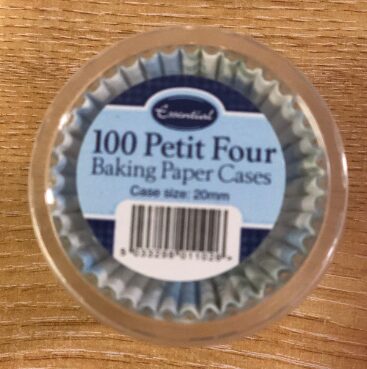 Essential
100 Petit Four
Baking Paper Cases
Case size: 20mm